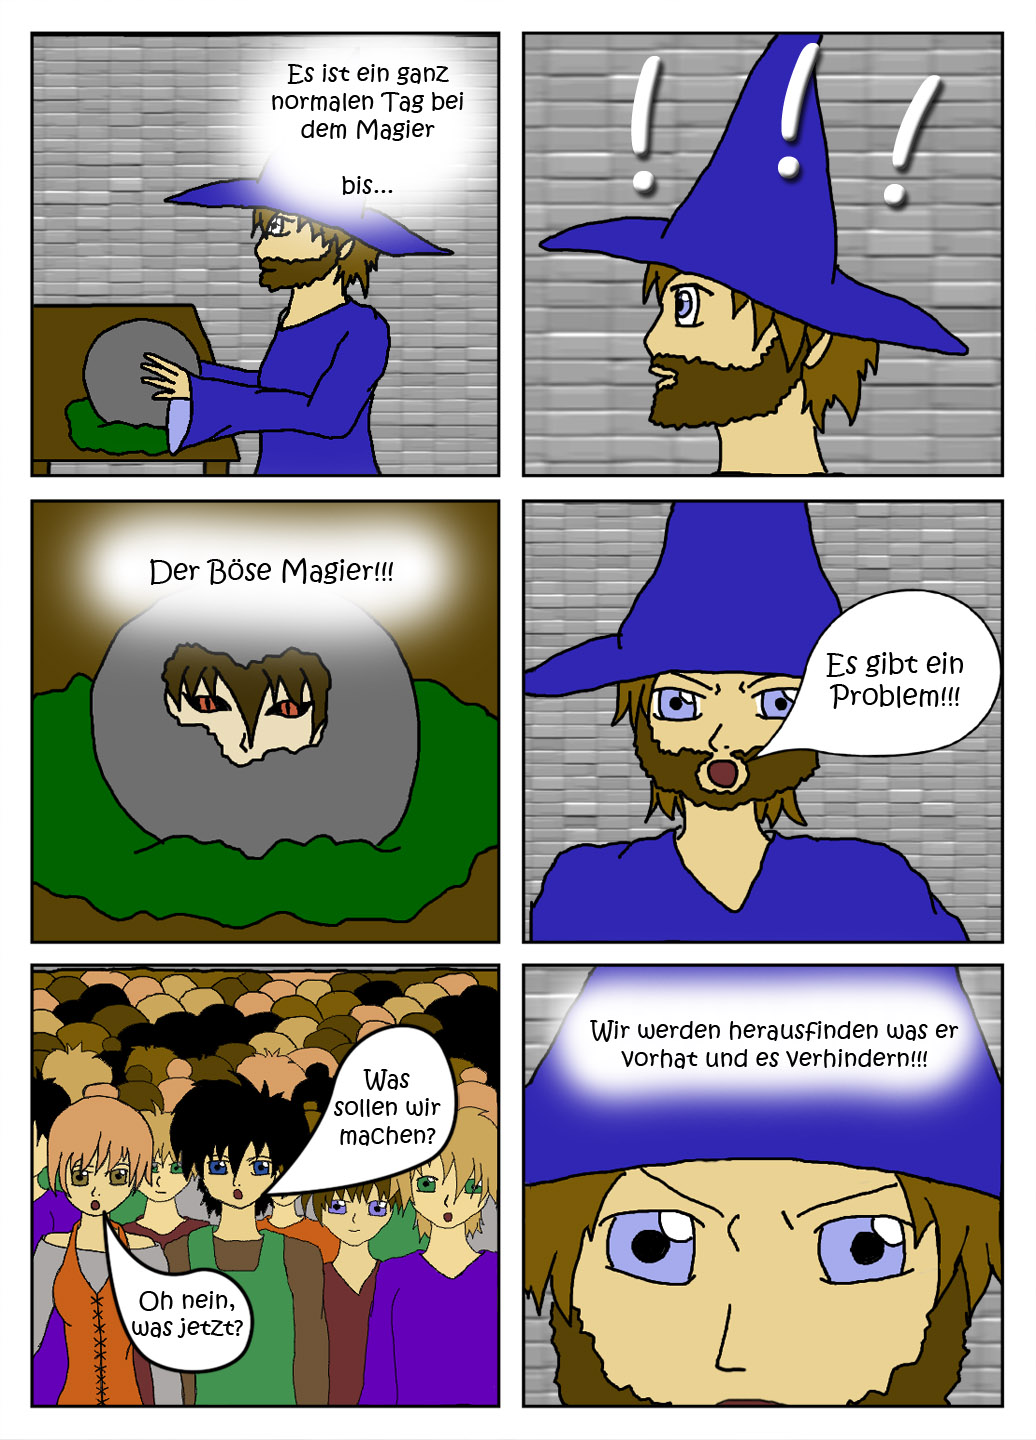 Es ist ein ganz
normalen Tag bei
dem Magier
bis...
! ! !
Der Böse Magier!!!
Es gibt ein
Problem!!!
Was
sollen wir
machen?
Oh nein,
was jetzt?
Wir werden herausfinden was er
vorhat und es verhindern!!!